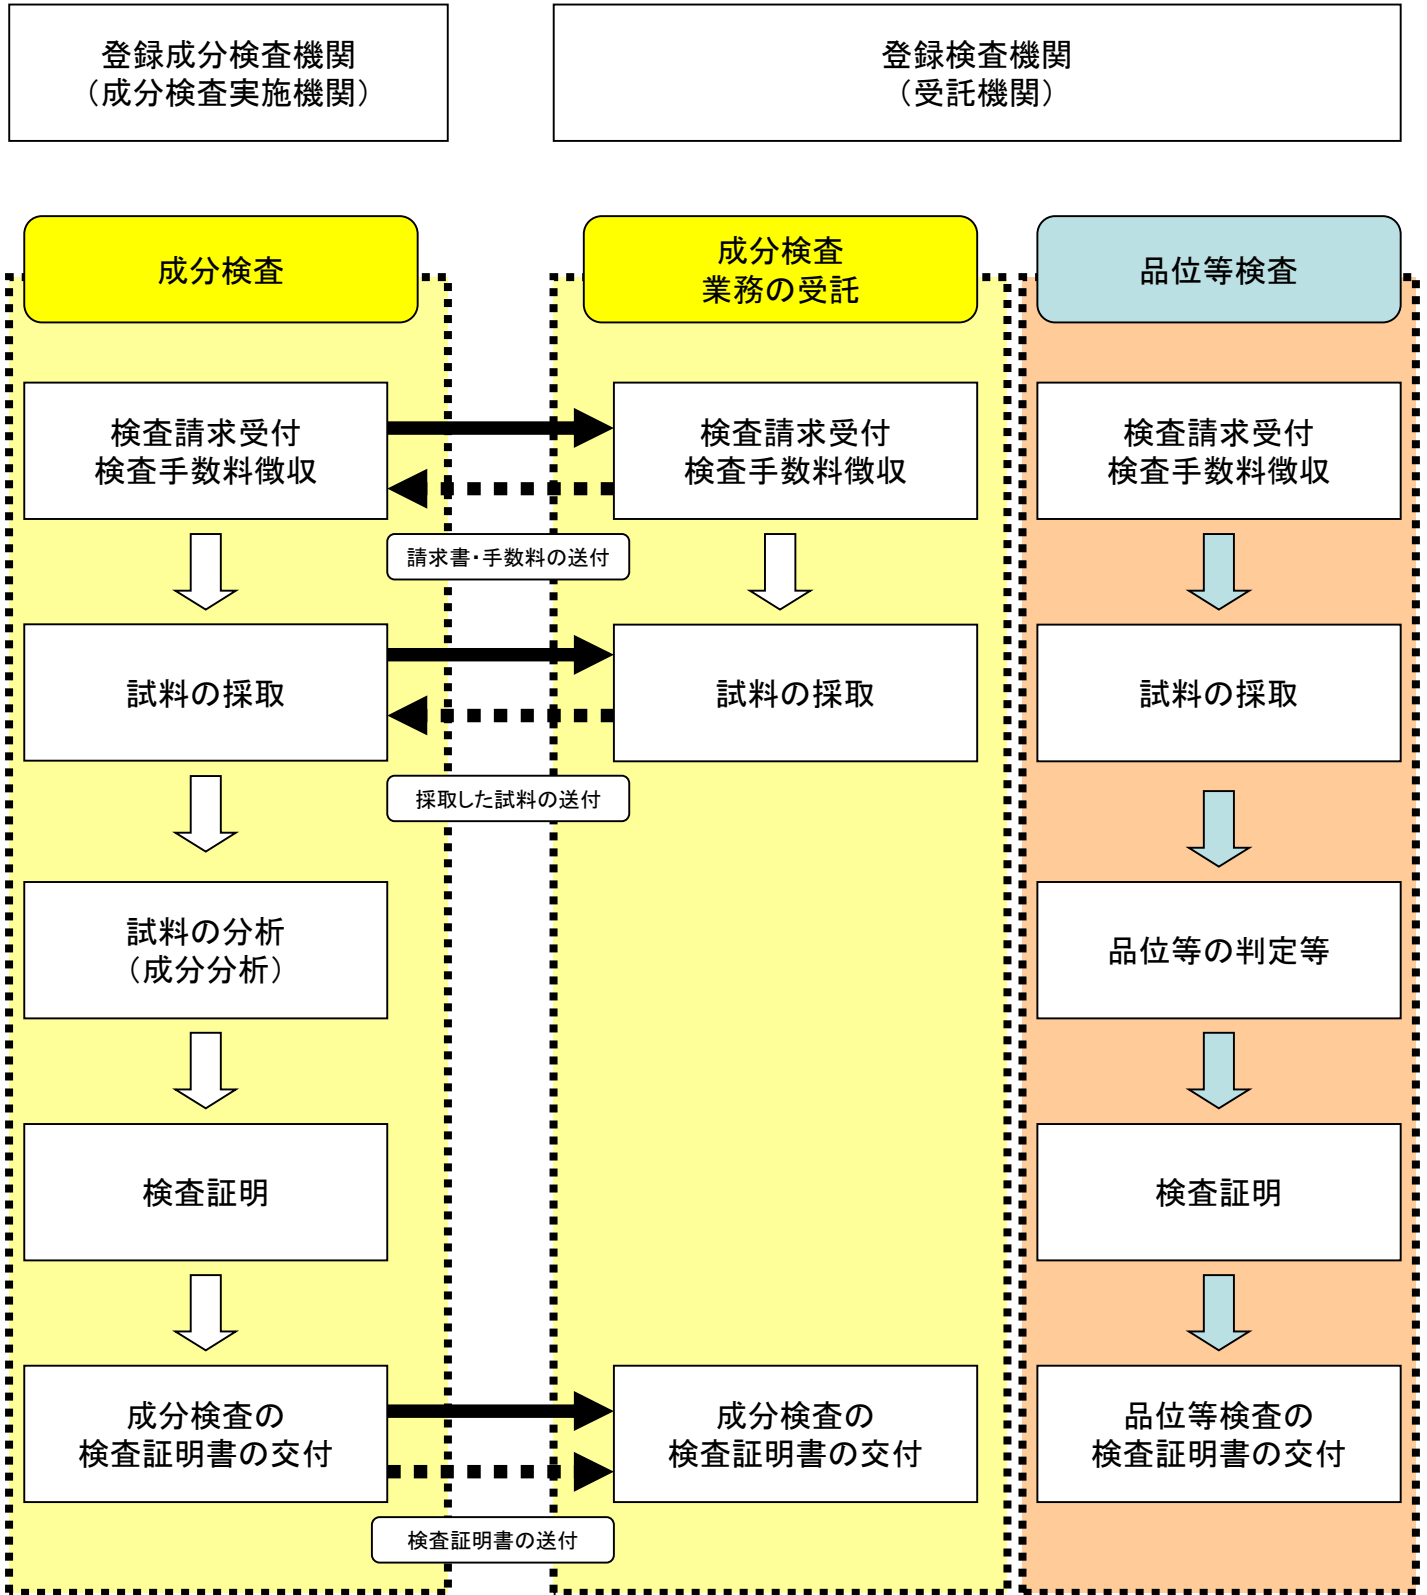 登録成分検査機関
（成分検査実施機関）
登録検査機関
（受託機関）
成分検査
成分検査
業務の受託
品位等検査
検査請求受付
検査手数料徴収
検査請求受付
検査手数料徴収
検査請求受付
検査手数料徴収
請求書・手数料の送付
試料の採取
試料の採取
試料の採取
採取した試料の送付
試料の分析
（成分分析）
品位等の判定等
検査証明
検査証明
成分検査の
検査証明書の交付
成分検査の
検査証明書の交付
品位等検査の
検査証明書の交付
検査証明書の送付